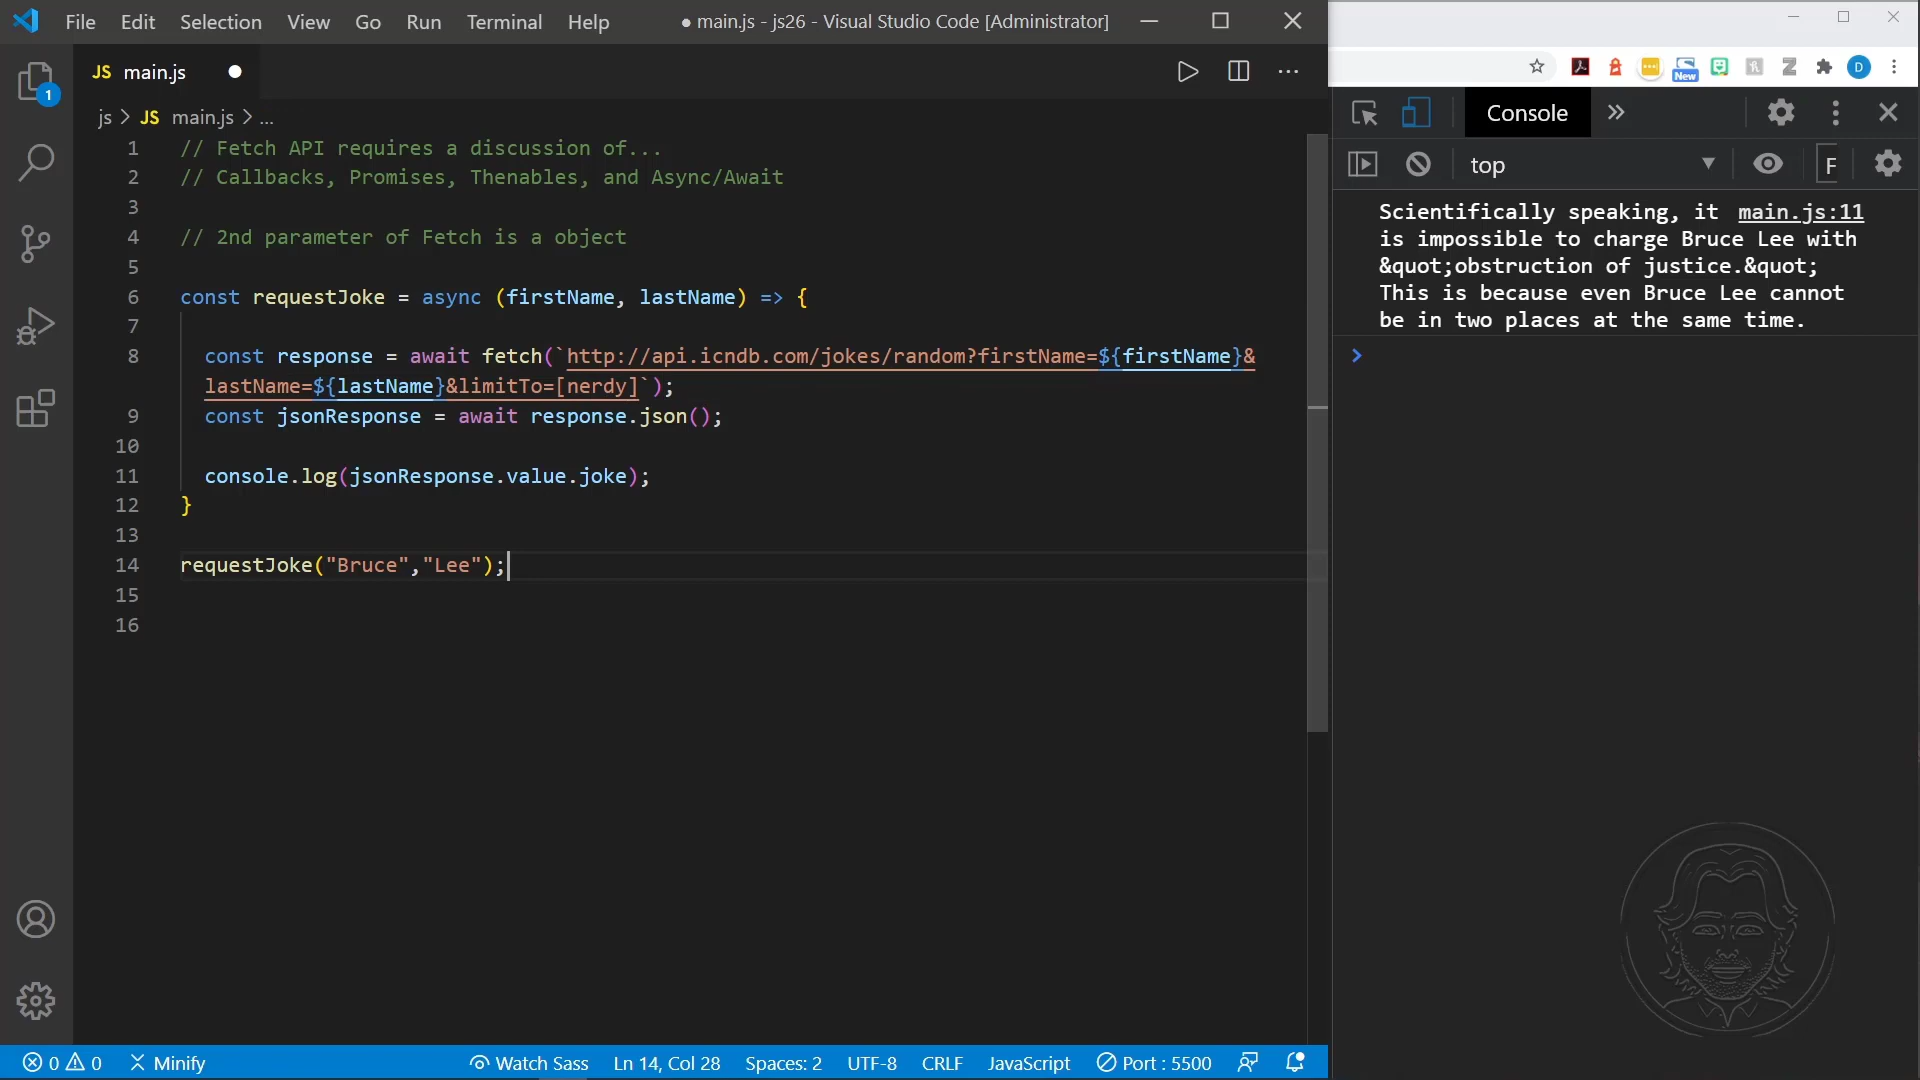 File Edit Selection View Go Run Terminal Help ● main.js - js26 - Visual Studio Code [Administrator]
JS main.js
1
js > JS main.js > ...
1 // Fetch API requires a discussion of...
2 // Callbacks, Promises, Thenables, and Async/Await
3
4 // 2nd parameter of Fetch is a object
5
6 const requestJoke = async (firstName, lastName) => {
7
8 const response = await fetch(`http://api.icndb.com/jokes/random?firstName=${firstName}&
lastName=${lastName}&limitTo=[nerdy]`);
9 const jsonResponse = await response.json();
10
11 console.log(jsonResponse.value.joke);
12 }
13
14 requestJoke("Bruce","Lee");
15
16
0 0 Minify Watch Sass Ln 14, Col 28 Spaces: 2 UTF-8 CRLF JavaScript Port : 5500
New D
Console
top F
Scientifically speaking, it main.js:11
is impossible to charge Bruce Lee with
&quot;obstruction of justice.&quot;
This is because even Bruce Lee cannot
be in two places at the same time.